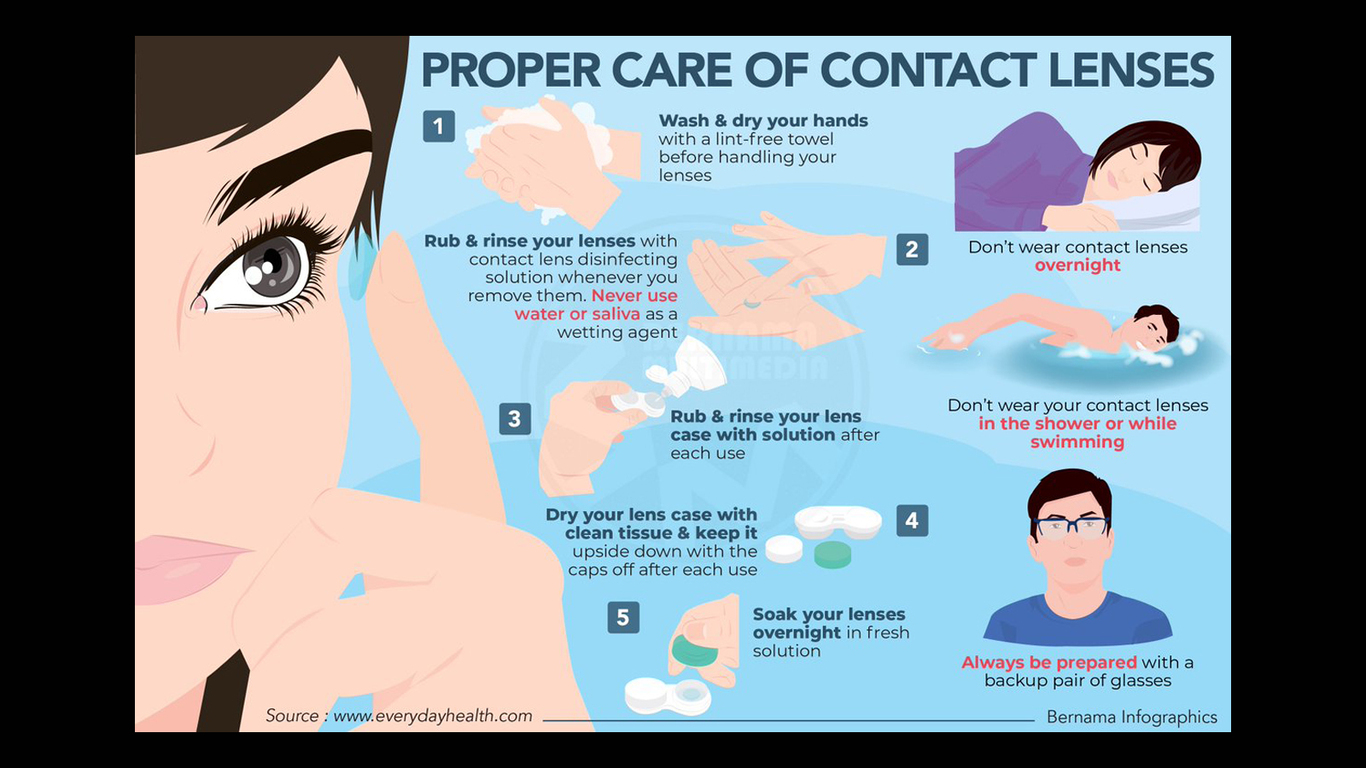 PROPER CARE OF CONTACT LENSES
1
Wash & dry your hands
with a lint-free towel
before handling your
lenses
2
Rub & rinse your lenses with
contact lens disinfecting
solution whenever you
remove them. Never use
water or saliva as a
wetting agent
3
Rub & rinse your lens
case with solution after
each use
4
Dry your lens case with
clean tissue & keep it
upside down with the
caps off after each use
5
Soak your lenses
overnight in fresh
solution
Don’t wear contact lenses
overnight
Don’t wear your contact lenses
in the shower or while
swimming
Always be prepared with a
backup pair of glasses
BERNAMA
MULTIMEDIA
Source : www.everydayhealth.com
Bernama Infographics